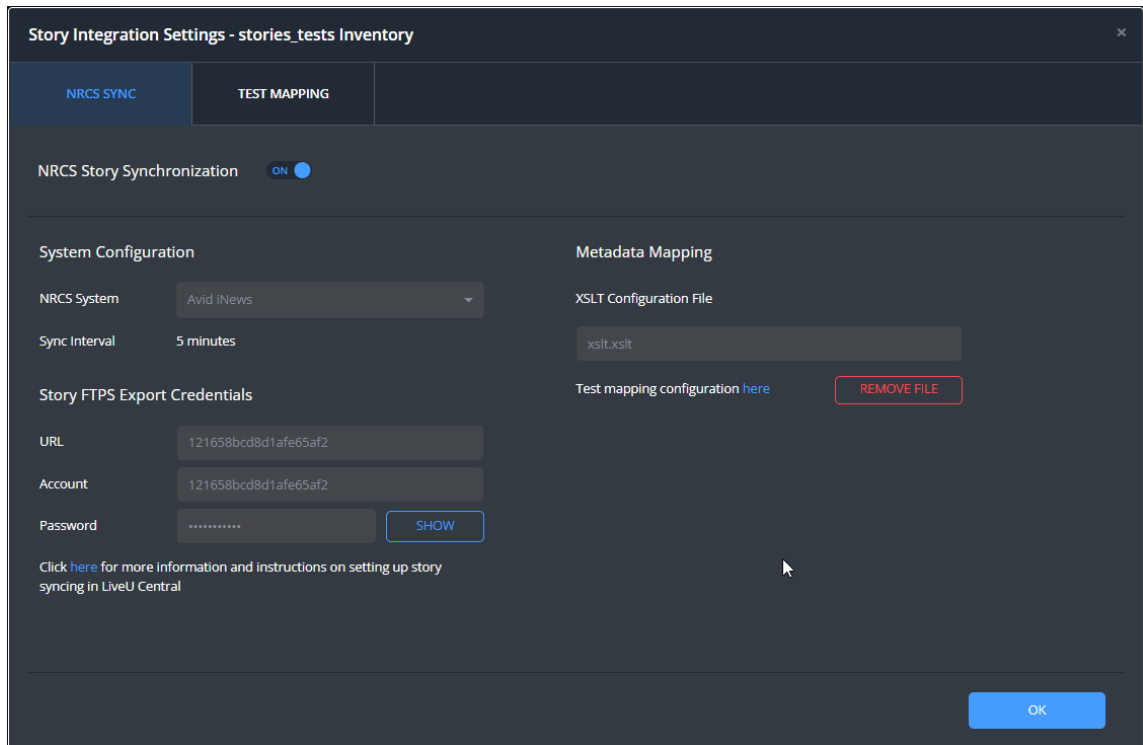 Story Integration Settings - stories_tests Inventory
×
NRCS SYNC
TEST MAPPING
NRCS Story Synchronization
ON
System Configuration
NRCS System
Avid iNews
Sync Interval
5 minutes
Story FTPS Export Credentials
URL
121658bcd8d1afe65af2
Account
121658bcd8d1afe65af2
Password
•••••••••••
SHOW
Click here for more information and instructions on setting up story
syncing in LiveU Central
Metadata Mapping
XSLT Configuration File
xslt.xslt
Test mapping configuration here
REMOVE FILE
OK